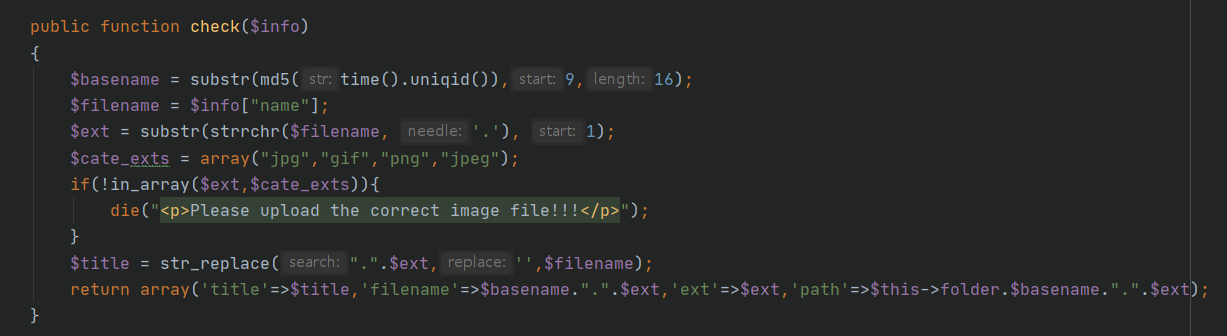 public function check($info)
{
$basename = substr(md5( str: time().uniqid()), start: 9, length: 16);
$filename = $info["name"];
$ext = substr(strrchr($filename, needle: '.'), start: 1);
$cate_exts = array("jpg","gif","png","jpeg");
if(!in_array($ext,$cate_exts)){
die("<p>Please upload the correct image file!!!</p>");
}
$title = str_replace( search: ".".$ext, replace: '',$filename);
return array('title'=>$title,'filename'=>$basename.".".$ext,'ext'=>$ext,'path'=>$this->folder.$basename.".".$ext);
}